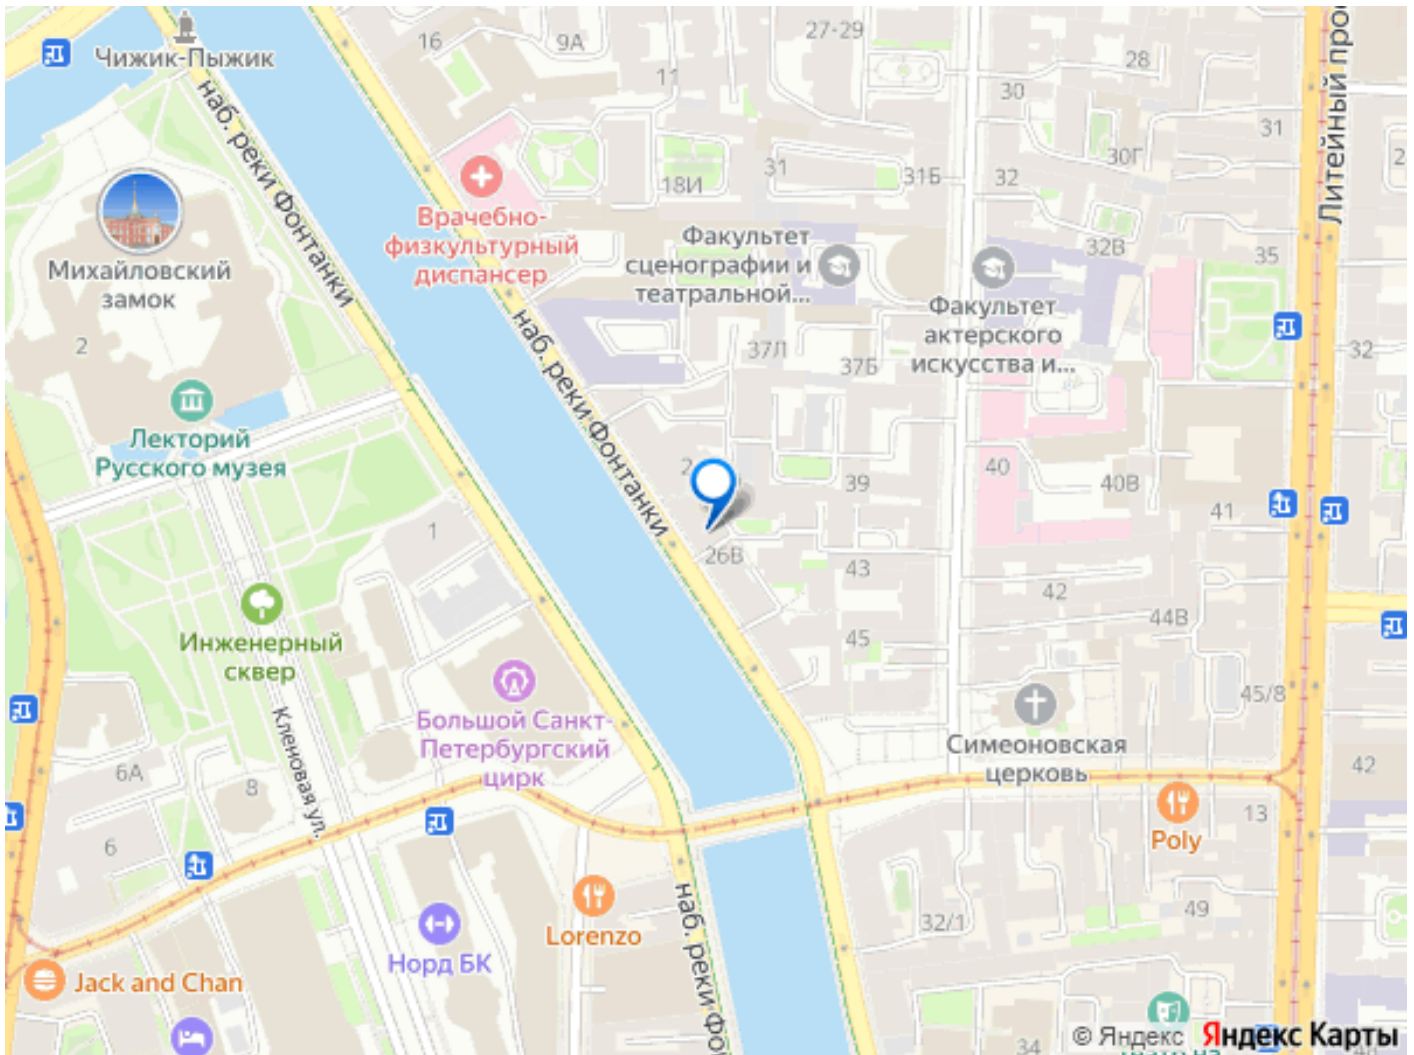 16
9А
27-29
Чижик-Пыжик
11
28
30
31
наб. реки Фонтанки
Литейный прос
30Г
31
18И
31Б
32
Врачебно-
физкультурный
диспансер
Факультет
сценографии и
театральной...
32В
35
Михайловский
замок
2
Факультет
актерского
искусства и...
наб. реки Фонтанки
37Л
37Б
32
Лекторий
Русского музея
39
40
40В
41
1
26В
43
42
44В
Инженерный
сквер
45
45/8
Кленовая ул.
Большой Санкт-
Петербургский
цирк
Симеоновская
церковь
6А
8
42
6
13
Poly
наб. реки Фо
Lorenzo
32/1
49
Норд БК
Jack and Chan
34
© Яндекс Яндекс Карты